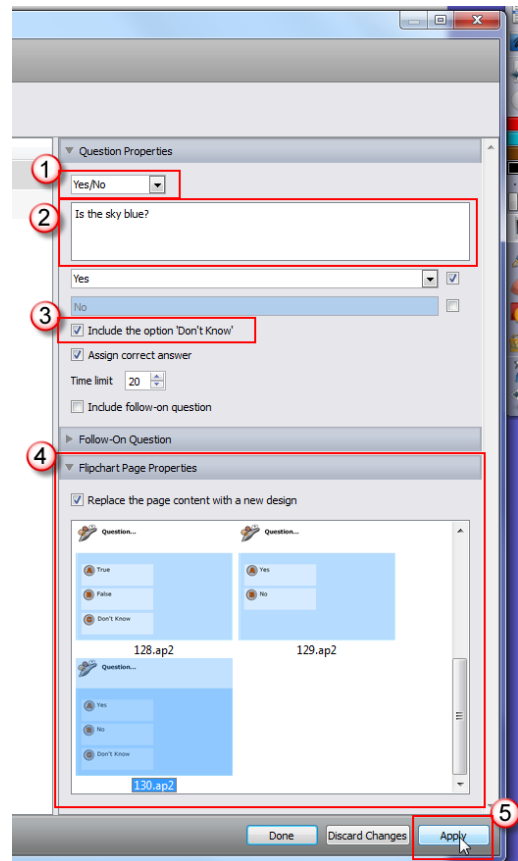 Question Properties
1
Yes/No
2
Is the sky blue?
Yes
No
3
Include the option 'Don't Know'
Assign correct answer
Time limit 20
Include follow-on question
Follow-On Question
4
Flipchart Page Properties
Replace the page content with a new design
Question... Question...
A True A Yes
B False B No
C Don't Know
128.ap2 129.ap2
Question...
A Yes
B No
C Don't Know
130.ap2
5
Done Discard Changes Apply